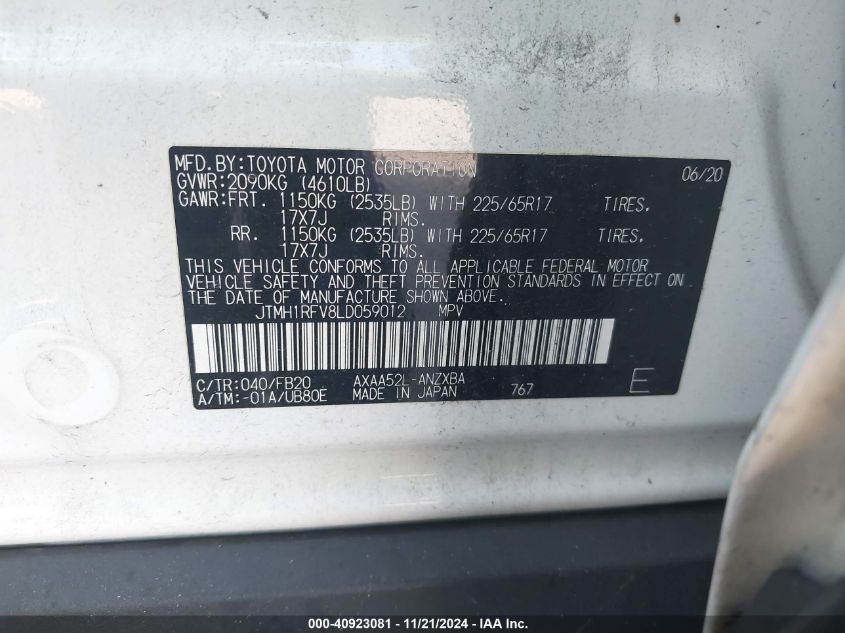 MFD.BY:TOYOTA MOTOR CORPORATION 06/20
GVWR:2090KG (4610LB)
GAWR:FRT. 1150KG (2535LB) WITH 225/65R17 TIRES.
17X7J RIMS.
RR. 1150KG (2535LB) WITH 225/65R17 TIRES.
17X7J RIMS.
THIS VEHICLE CONFORMS TO ALL APPLICABLE FEDERAL MOTOR
VEHICLE SAFETY AND THEFT PREVENTION STANDARDS IN EFFECT ON
THE DATE OF MANUFACTURE SHOWN ABOVE.
JTMH1RFV8LD059012 MPV
C/TR:040/FB20 AXAA52L-ANZXBA
A/TM:-01A/UB80E MADE IN JAPAN 767 E
000-40923081 - 11/21/2024 - IAA Inc.